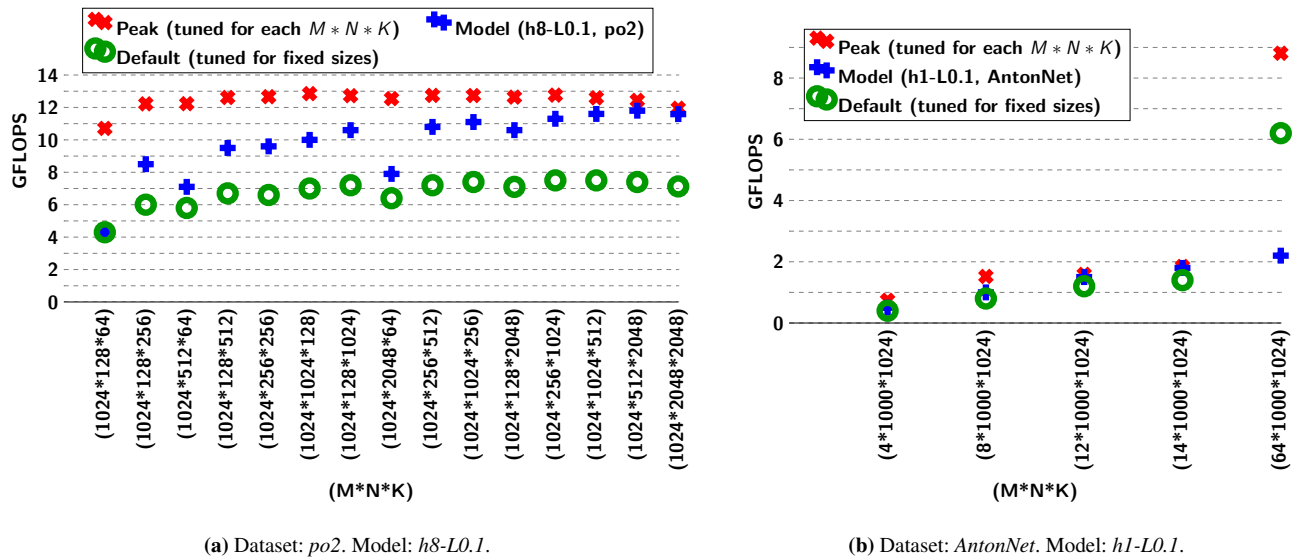 Peak (tuned for each M ∗ N ∗ K)
Model (h8-L0.1, po2)
Default (tuned for fixed sizes)
GFLOPS
14
12
10
8
6
4
2
0
(1024*128*64)
(1024*128*256)
(1024*512*64)
(1024*128*512)
(1024*256*256)
(1024*1024*128)
(1024*128*1024)
(1024*2048*64)
(1024*256*512)
(1024*1024*256)
(1024*128*2048)
(1024*256*1024)
(1024*1024*512)
(1024*512*2048)
(1024*2048*2048)
(M*N*K)
(a) Dataset: po2. Model: h8-L0.1.
Peak (tuned for each M ∗ N ∗ K)
Model (h1-L0.1, AntonNet)
Default (tuned for fixed sizes)
GFLOPS
8
6
4
2
0
(4*1000*1024)
(8*1000*1024)
(12*1000*1024)
(14*1000*1024)
(64*1000*1024)
(M*N*K)
(b) Dataset: AntonNet. Model: h1-L0.1.